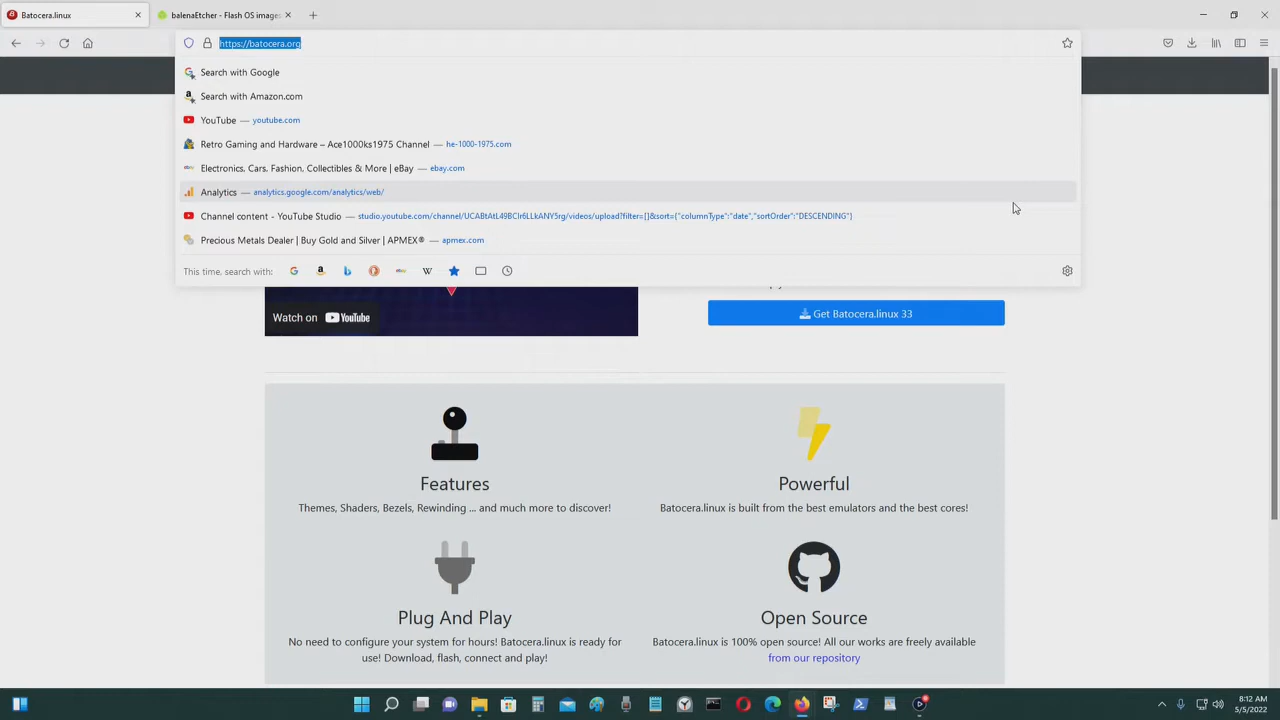 Batocera.linux
balenaEtcher - Flash OS images
https://batocera.org
Search with Google
Search with Amazon.com
YouTube — youtube.com
Retro Gaming and Hardware – Ace1000ks1975 Channel — he-1000-1975.com
Electronics, Cars, Fashion, Collectibles & More | eBay — ebay.com
Analytics — analytics.google.com/analytics/web/
Channel content - YouTube Studio — studio.youtube.com/channel/UCABtAtL49BClr6LLkANY5rg/videos/upload?filter=[]&sort={"columnType":"date","sortOrder":"DESCENDING"}
Precious Metals Dealer | Buy Gold and Silver | APMEX® — apmex.com
This time, search with:
Watch on YouTube
Get Batocera.linux 33
Features
Themes, Shaders, Bezels, Rewinding ... and much more to discover!
Powerful
Batocera.linux is built from the best emulators and the best cores!
Plug And Play
No need to configure your system for hours! Batocera.linux is ready for
use! Download, flash, connect and play!
Open Source
Batocera.linux is 100% open source! All our works are freely available
from our repository
8:12 AM
5/5/2022